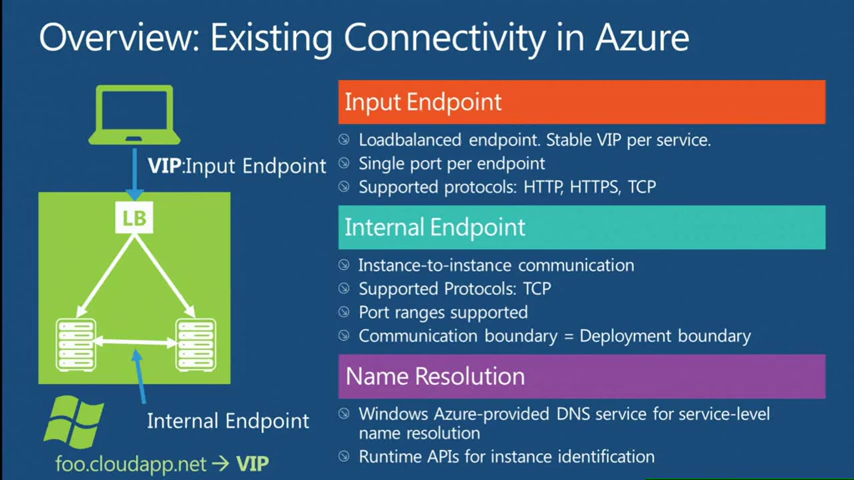 Overview: Existing Connectivity in Azure
VIP:Input Endpoint
LB
Internal Endpoint
foo.cloudapp.net → VIP
Input Endpoint
Loadbalanced endpoint. Stable VIP per service.
Single port per endpoint
Supported protocols: HTTP, HTTPS, TCP
Internal Endpoint
Instance-to-instance communication
Supported Protocols: TCP
Port ranges supported
Communication boundary = Deployment boundary
Name Resolution
Windows Azure-provided DNS service for service-level
name resolution
Runtime APIs for instance identification